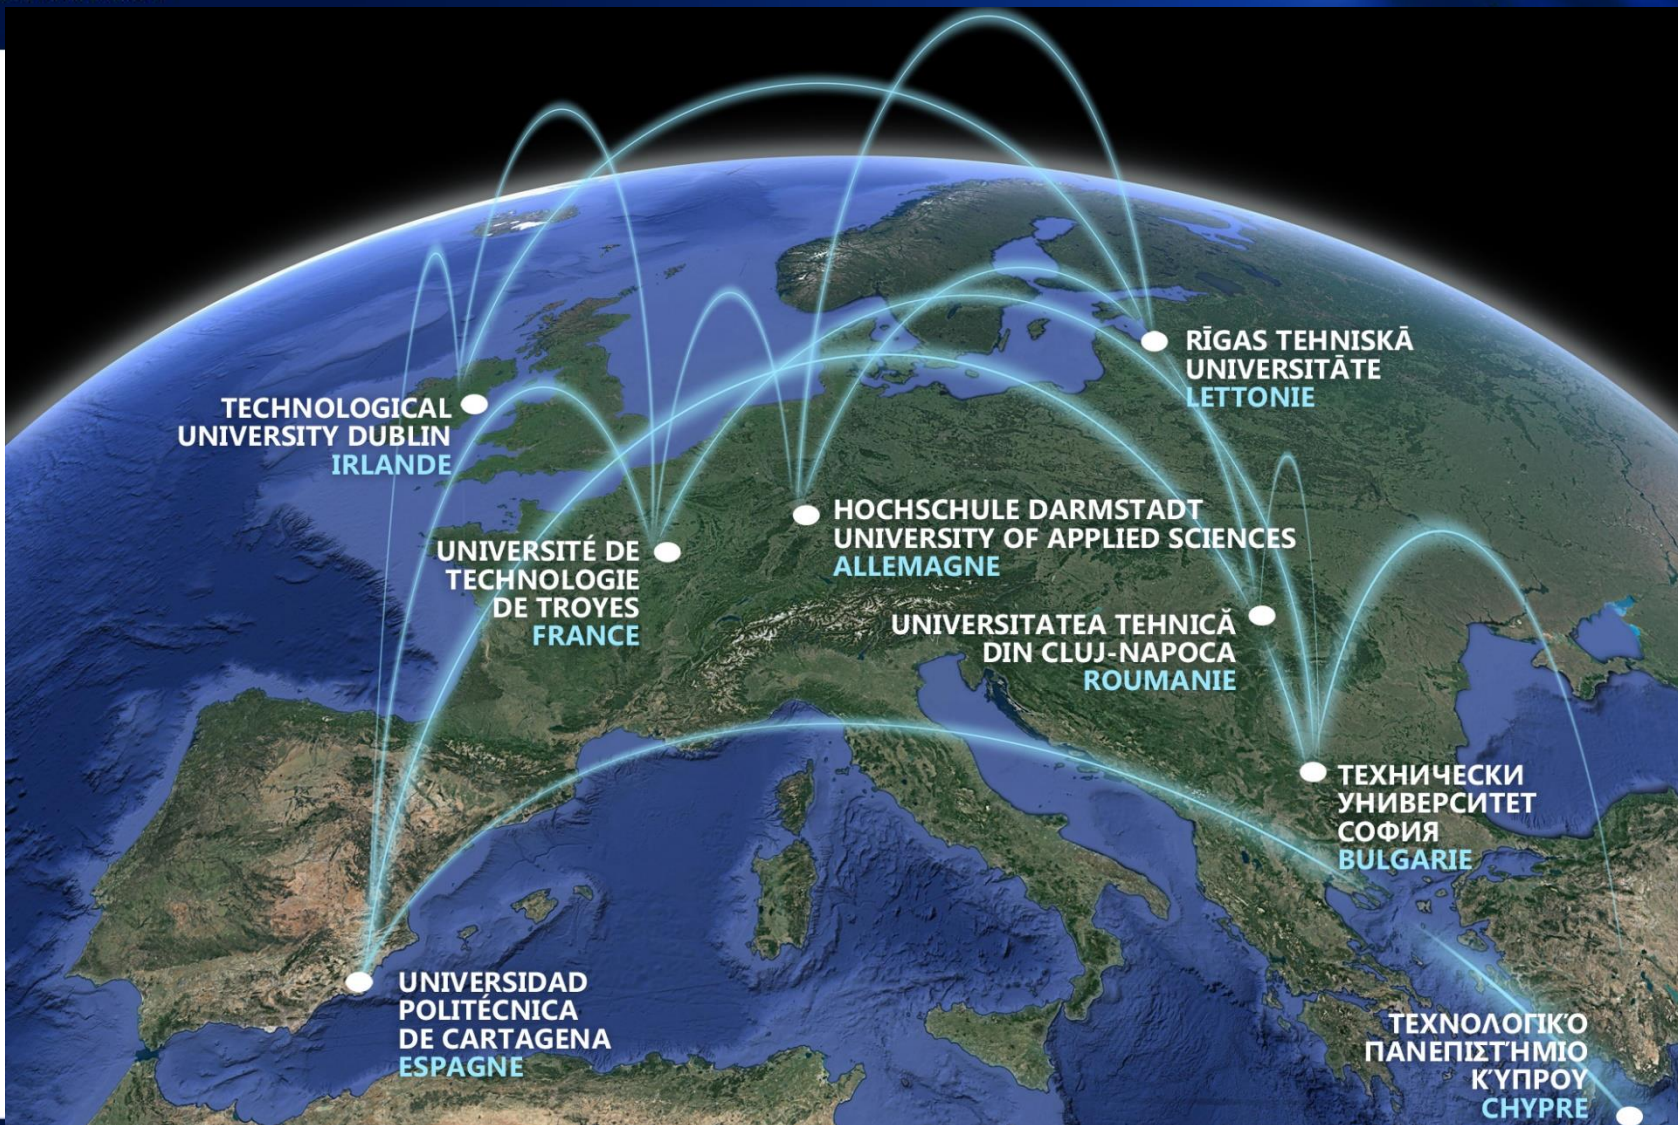 RĪGAS TEHNISKĀ
UNIVERSITĀTE
LETTONIE
TECHNOLOGICAL
UNIVERSITY DUBLIN
IRLANDE
HOCHSCHULE DARMSTADT
UNIVERSITY OF APPLIED SCIENCES
ALLEMAGNE
UNIVERSITÉ DE
TECHNOLOGIE
DE TROYES
FRANCE
UNIVERSITATEA TEHNICĂ
DIN CLUJ-NAPOCA
ROUMANIE
ТЕХНИЧЕСКИ
УНИВЕРСИТЕТ
СОФИЯ
BULGARIE
UNIVERSIDAD
POLITÉCNICA
DE CARTAGENA
ESPAGNE
ΤΕΧΝΟΛΟΓΙΚΌ
ΠΑΝΕΠΙΣΤΉΜΙΟ
ΚΎΠΡΟΥ
CHYPRE